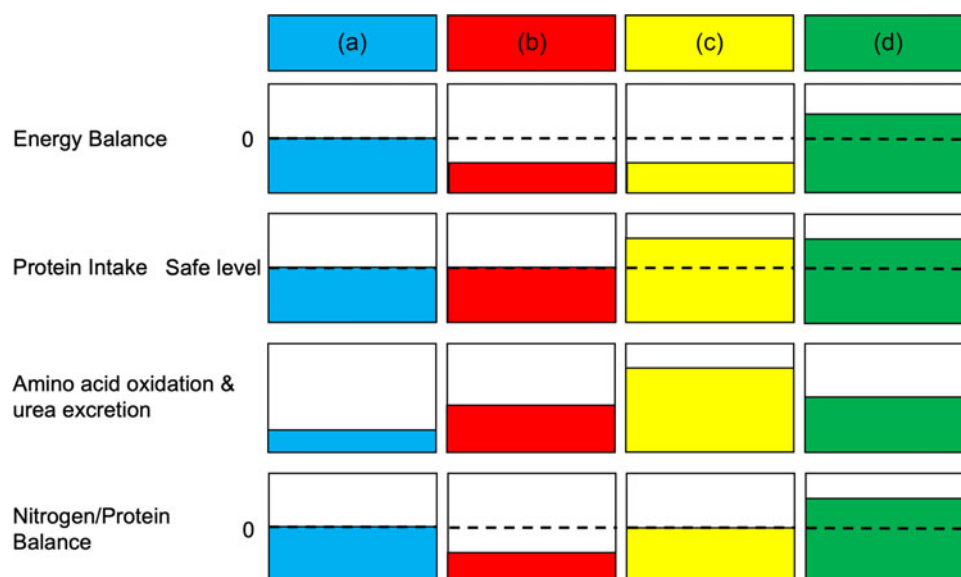 (a) (b) (c) (d)
Energy Balance 0
Protein Intake Safe level
Amino acid oxidation &
urea excretion
Nitrogen/Protein
Balance 0